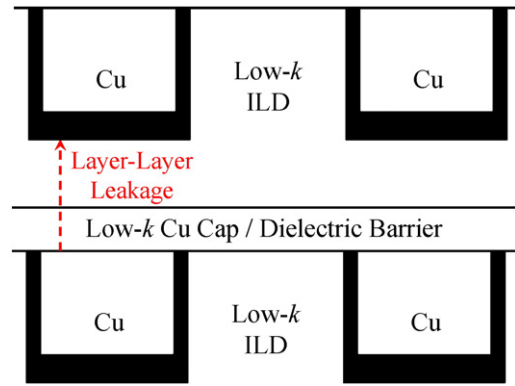 Cu
Low-k
ILD
Cu
Layer-Layer
Leakage
Low-k Cu Cap / Dielectric Barrier
Cu
Low-k
ILD
Cu